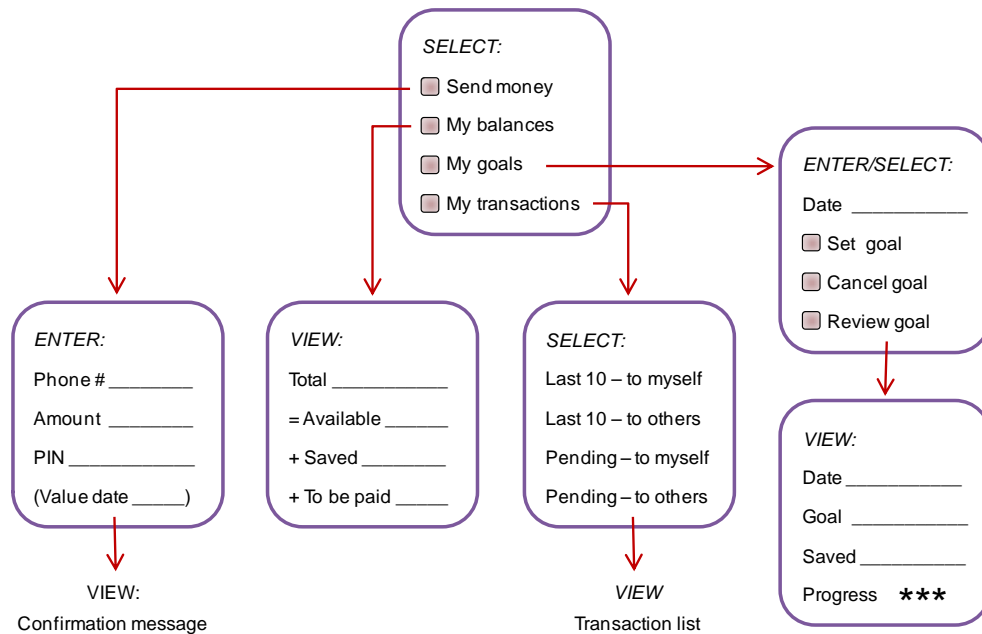 SELECT:
Send money
My balances
My goals
My transactions
ENTER/SELECT:
Date ___________
Set goal
Cancel goal
Review goal
ENTER:
Phone # ________
Amount ________
PIN ____________
(Value date _____)
VIEW:
Total ___________
= Available ______
+ Saved ________
+ To be paid _____
SELECT:
Last 10 – to myself
Last 10 – to others
Pending – to myself
Pending – to others
VIEW:
Date ___________
Goal ___________
Saved __________
Progress ***
VIEW:
Confirmation message
VIEW
Transaction list